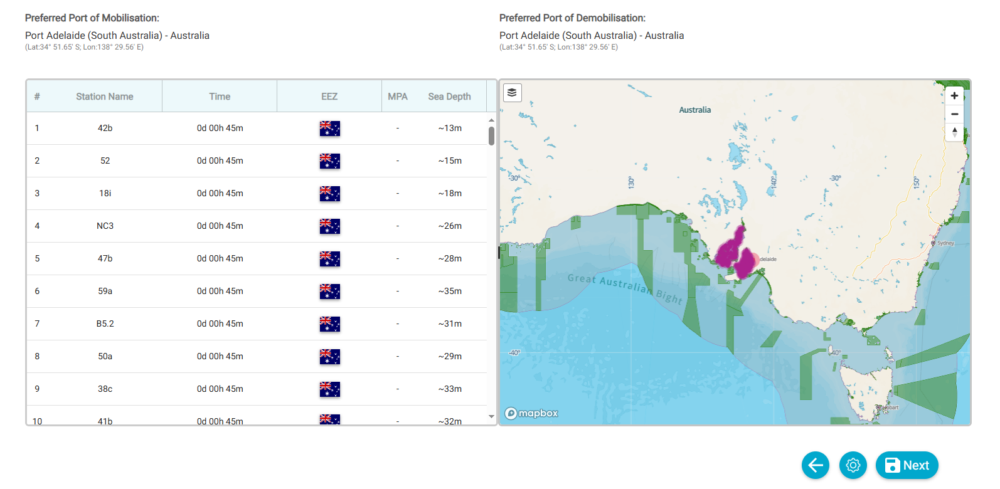 Preferred Port of Mobilisation:
Port Adelaide (South Australia) - Australia
(Lat:34° 51.65' S; Lon:138° 29.56' E)
Preferred Port of Demobilisation:
Port Adelaide (South Australia) - Australia
(Lat:34° 51.65' S; Lon:138° 29.56' E)
# Station Name Time EEZ MPA Sea Depth
1 42b 0d 00h 45m - ~13m
2 52 0d 00h 45m - ~15m
3 18i 0d 00h 45m - ~18m
4 NC3 0d 00h 45m - ~26m
5 47b 0d 00h 45m - ~28m
6 59a 0d 00h 45m - ~35m
7 B5.2 0d 00h 45m - ~31m
8 50a 0d 00h 45m - ~29m
9 38c 0d 00h 45m - ~33m
10 41b 0d 00h 45m - ~32m
Australia
-30°
130°
140°
-30°
150°
Sydney
delaide
Great Australian Bight
-40°
-40°
Hobart
mapbox
Next